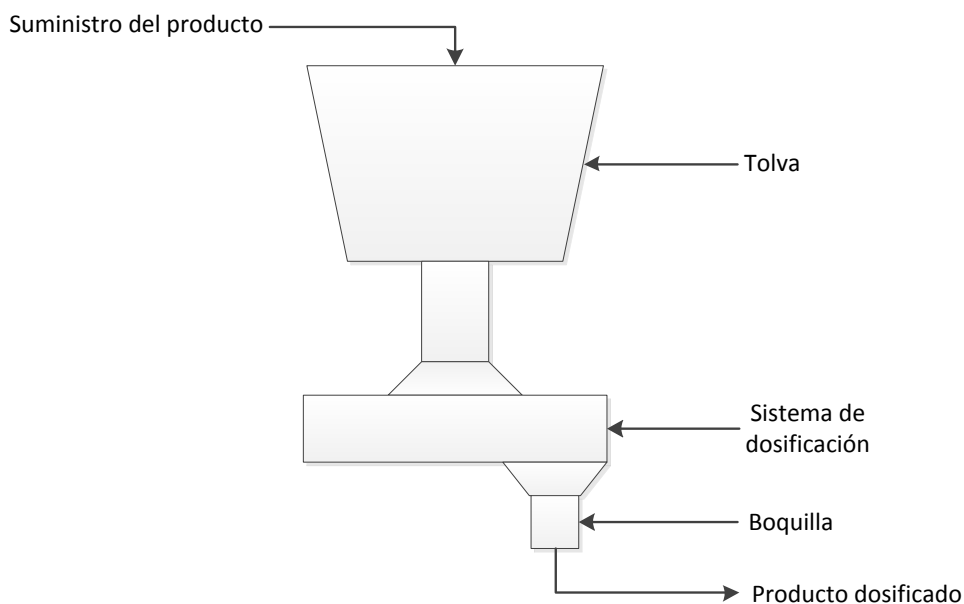 Suministro del producto
Tolva
Sistema de
dosificación
Boquilla
Producto dosificado